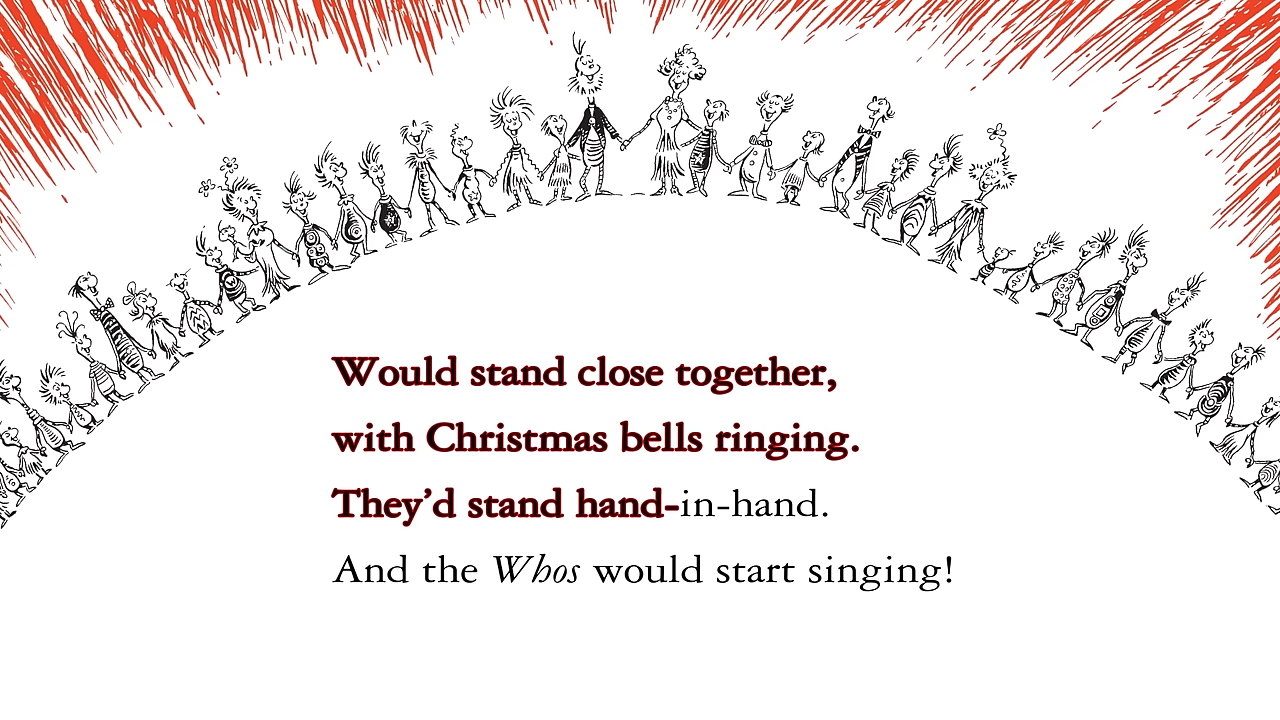 Would stand close together,
with Christmas bells ringing.
They’d stand hand-in-hand.
And the Whos would start singing!